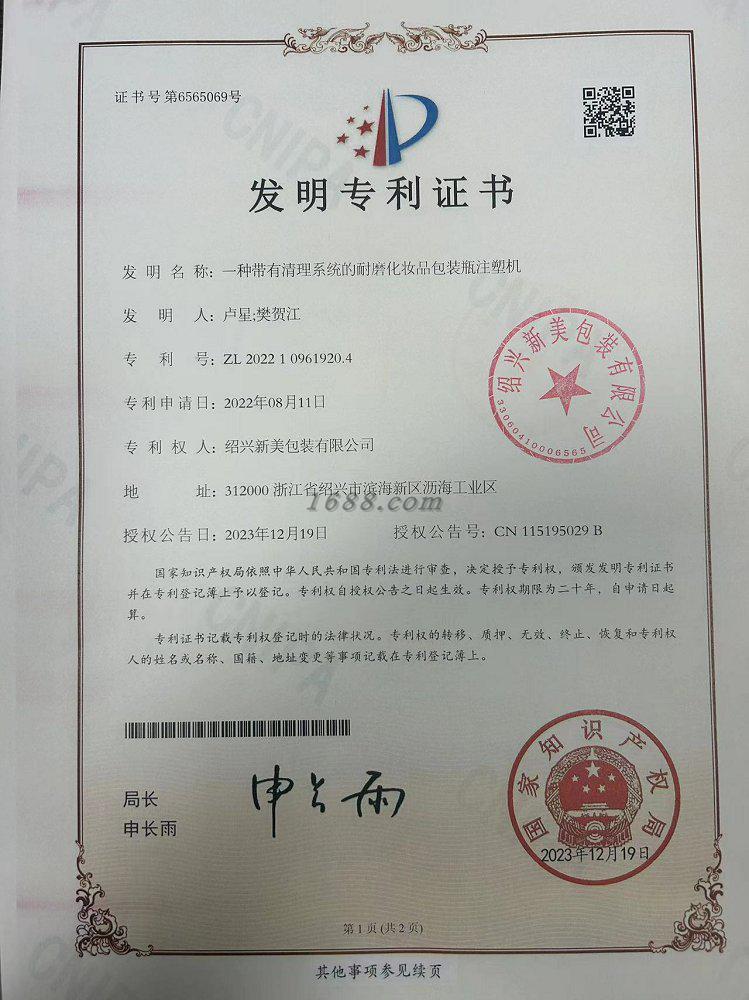 证书号第6565069号
发明专利证书
发明名称：一种带有清理系统的耐磨化妆品包装瓶注塑机
发明人：卢星;樊贺江
专利号：ZL 2022 1 0961920.4
专利申请日：2022年08月11日
专利权人：绍兴新美包装有限公司
地址：312000 浙江省绍兴市滨海新区沥海工业区
授权公告日：2023年12月19日 授权公告号：CN 115195029 B
绍兴新美包装有限公司
33060410006565
1688.com
国家知识产权局依照中华人民共和国专利法进行审查，决定授予专利权，颁发发明专利证书
并在专利登记簿上予以登记。专利权自授权公告之日起生效。专利权期限为二十年，自申请日起
算。
专利证书记载专利权登记时的法律状况。专利权的转移、质押、无效、终止、恢复和专利权
人的姓名或名称、国籍、地址变更等事项记载在专利登记簿上。
局长
申长雨
申长雨
国家知识产权局
2023年12月19日
第1页(共2页)
其他事项参见续页
CNIPA
CNIPA
CNIPA
CNIPA